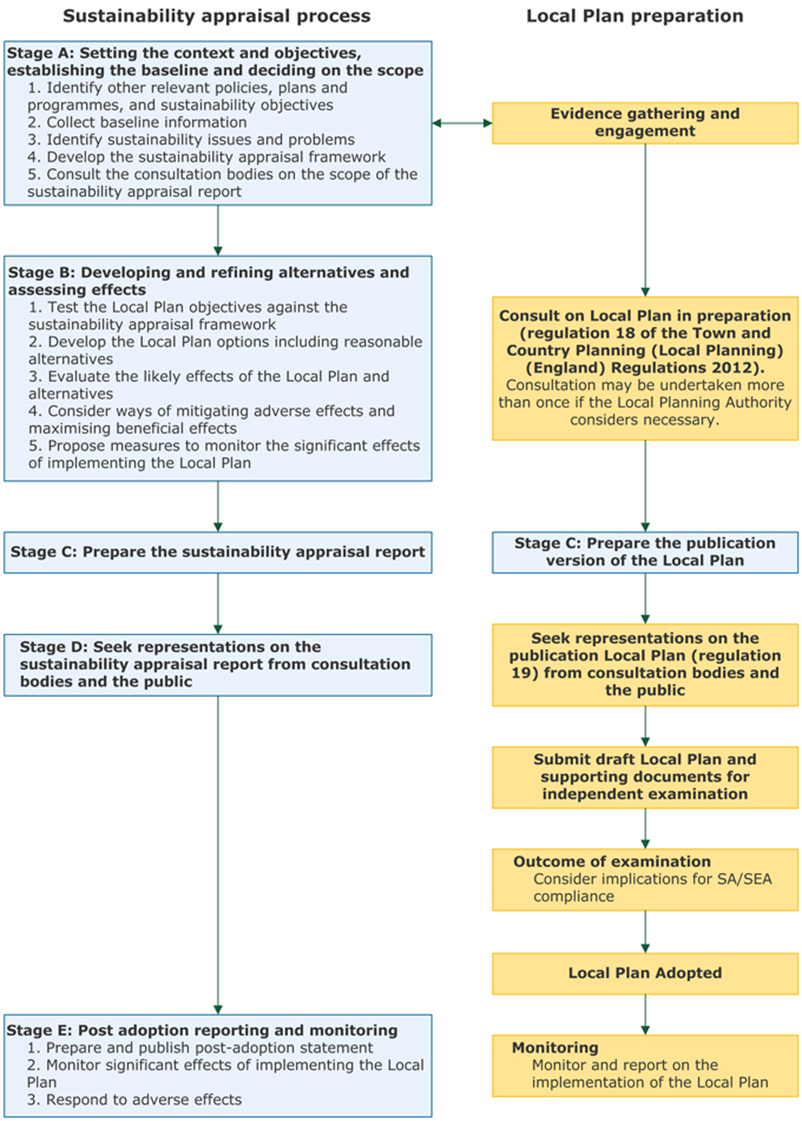 Sustainability appraisal process
Local Plan preparation
Stage A: Setting the context and objectives,
establishing the baseline and deciding on the scope
1. Identify other relevant policies, plans and
programmes, and sustainability objectives
2. Collect baseline information
3. Identify sustainability issues and problems
4. Develop the sustainability appraisal framework
5. Consult the consultation bodies on the scope of the
sustainability appraisal report
Evidence gathering and
engagement
Stage B: Developing and refining alternatives and
assessing effects
1. Test the Local Plan objectives against the
sustainability appraisal framework
2. Develop the Local Plan options including reasonable
alternatives
3. Evaluate the likely effects of the Local Plan and
alternatives
4. Consider ways of mitigating adverse effects and
maximising beneficial effects
5. Propose measures to monitor the significant effects
of implementing the Local Plan
Consult on Local Plan in preparation
(regulation 18 of the Town and
Country Planning (Local Planning)
(England) Regulations 2012).
Consultation may be undertaken more
than once if the Local Planning Authority
considers necessary.
Stage C: Prepare the sustainability appraisal report
Stage C: Prepare the publication
version of the Local Plan
Stage D: Seek representations on the
sustainability appraisal report from consultation
bodies and the public
Seek representations on the
publication Local Plan (regulation
19) from consultation bodies and
the public
Submit draft Local Plan and
supporting documents for
independent examination
Outcome of examination
Consider implications for SA/SEA
compliance
Local Plan Adopted
Stage E: Post adoption reporting and monitoring
1. Prepare and publish post-adoption statement
2. Monitor significant effects of implementing the Local
Plan
3. Respond to adverse effects
Monitoring
Monitor and report on the
implementation of the Local Plan